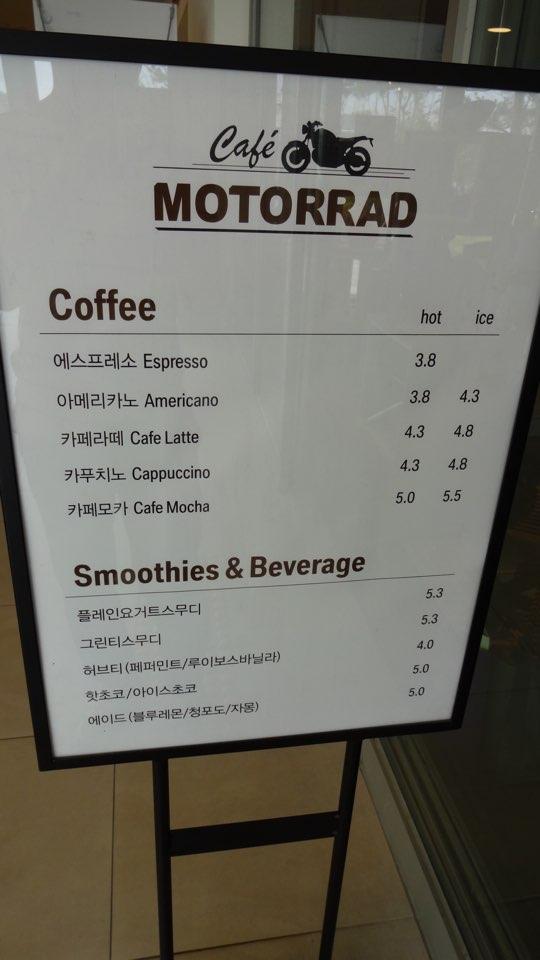 Café
MOTORRAD
Coffee hot ice
에스프레소 Espresso 3.8
아메리카노 Americano 3.8 4.3
카페라떼 Cafe Latte 4.3 4.8
카푸치노 Cappuccino 4.3 4.8
카페모카 Cafe Mocha 5.0 5.5
Smoothies & Beverage
플레인요거트스무디 5.3
그린티스무디 5.3
허브티 (페퍼민트/루이보스바닐라) 4.0
핫초코/아이스초코 5.0
에이드 (블루레몬/청포도/자몽) 5.0